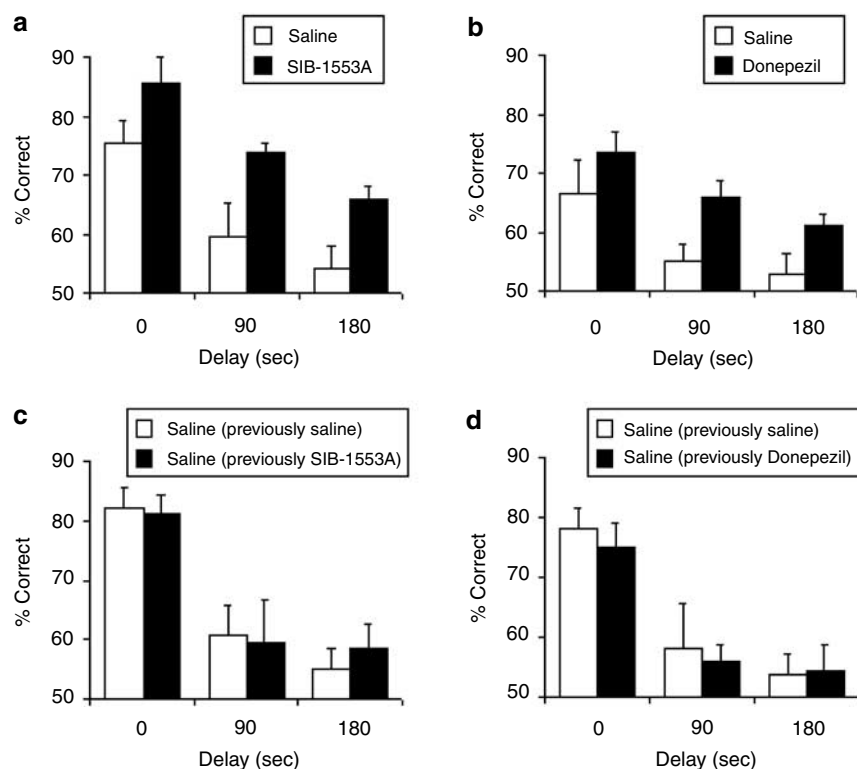 a
Saline
SIB-1553A
90
80
70
60
50
% Correct
0 90 180
Delay (sec)
b
Saline
Donepezil
90
80
70
60
50
% Correct
0 90 180
Delay (sec)
c
Saline (previously saline)
Saline (previously SIB-1553A)
90
80
70
60
50
% Correct
0 90 180
Delay (sec)
d
Saline (previously saline)
Saline (previously Donepezil)
90
80
70
60
50
% Correct
0 90 180
Delay (sec)